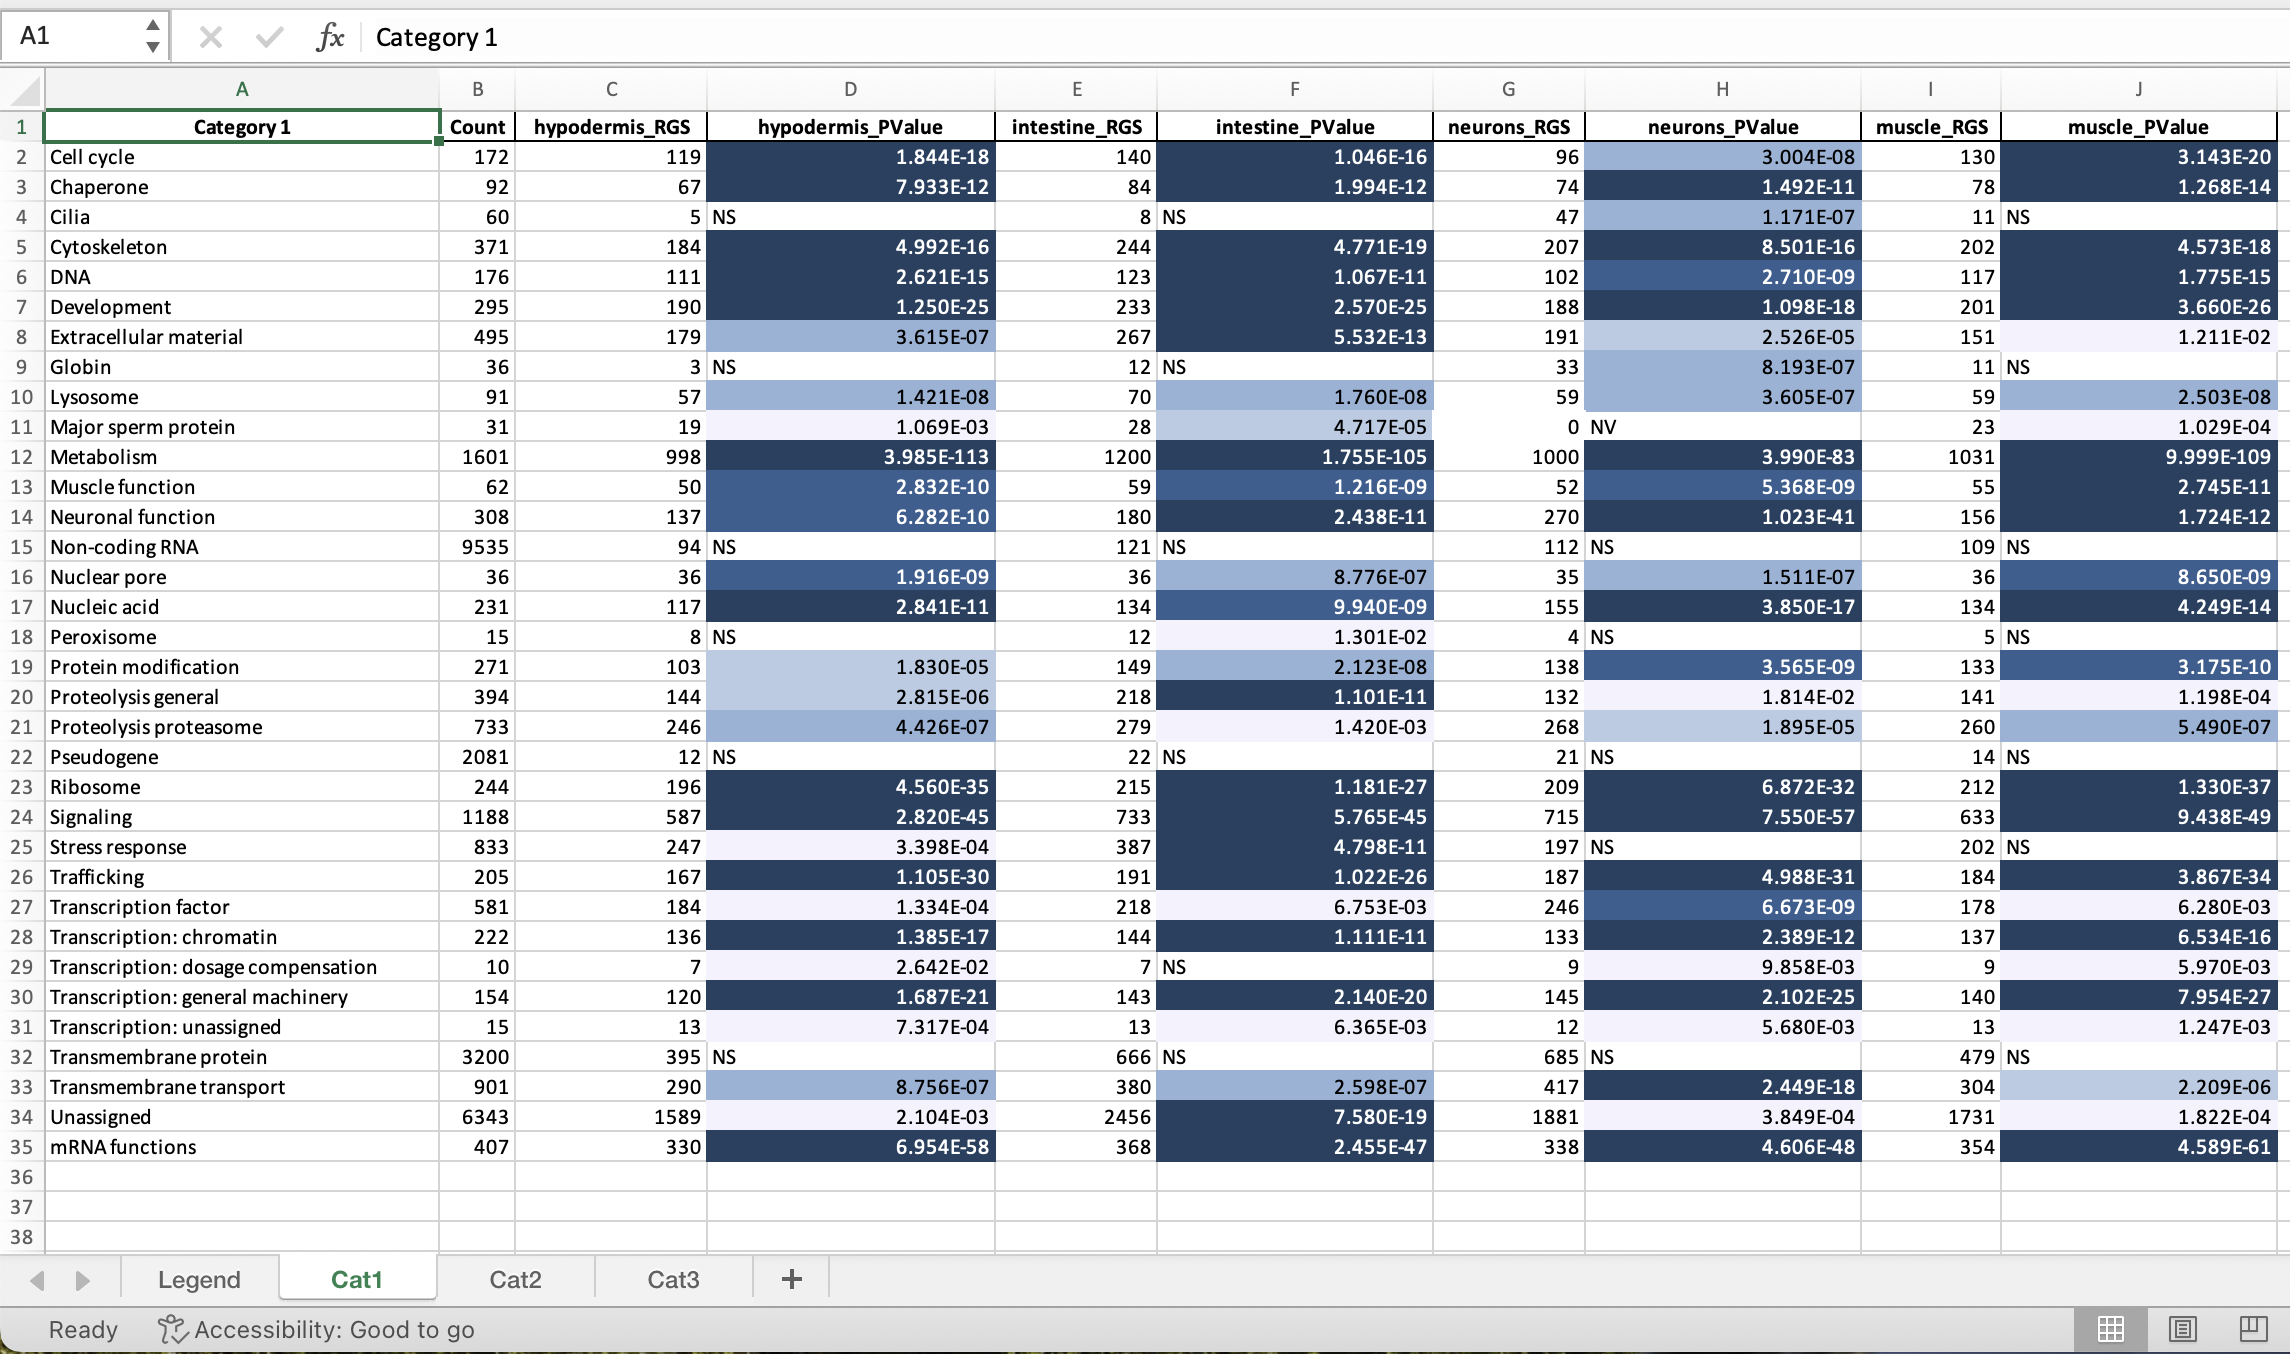 A1 fx Category 1
A B C D E F G H I J
1 Category 1 Count hypodermis_RGS hypodermis_PValue intestine_RGS intestine_PValue neurons_RGS neurons_PValue muscle_RGS muscle_PValue
2 Cell cycle 172 119 1.844E-18 140 1.046E-16 96 3.004E-08 130 3.143E-20
3 Chaperone 92 67 7.933E-12 84 1.994E-12 74 1.492E-11 78 1.268E-14
4 Cilia 60 5 NS 8 NS 47 1.171E-07 11 NS
5 Cytoskeleton 371 184 4.992E-16 244 4.771E-19 207 8.501E-16 202 4.573E-18
6 DNA 176 111 2.621E-15 123 1.067E-11 102 2.710E-09 117 1.775E-15
7 Development 295 190 1.250E-25 233 2.570E-25 188 1.098E-18 201 3.660E-26
8 Extracellular material 495 179 3.615E-07 267 5.532E-13 191 2.526E-05 151 1.211E-02
9 Globin 36 3 NS 12 NS 33 8.193E-07 11 NS
10 Lysosome 91 57 1.421E-08 70 1.760E-08 59 3.605E-07 59 2.503E-08
11 Major sperm protein 31 19 1.069E-03 28 4.717E-05 0 NV 23 1.029E-04
12 Metabolism 1601 998 3.985E-113 1200 1.755E-105 1000 3.990E-83 1031 9.999E-109
13 Muscle function 62 50 2.832E-10 59 1.216E-09 52 5.368E-09 55 2.745E-11
14 Neuronal function 308 137 6.282E-10 180 2.438E-11 270 1.023E-41 156 1.724E-12
15 Non-coding RNA 9535 94 NS 121 NS 112 NS 109 NS
16 Nuclear pore 36 36 1.916E-09 36 8.776E-07 35 1.511E-07 36 8.650E-09
17 Nucleic acid 231 117 2.841E-11 134 9.940E-09 155 3.850E-17 134 4.249E-14
18 Peroxisome 15 8 NS 12 1.301E-02 4 NS 5 NS
19 Protein modification 271 103 1.830E-05 149 2.123E-08 138 3.565E-09 133 3.175E-10
20 Proteolysis general 394 144 2.815E-06 218 1.101E-11 132 1.814E-02 141 1.198E-04
21 Proteolysis proteasome 733 246 4.426E-07 279 1.420E-03 268 1.895E-05 260 5.490E-07
22 Pseudogene 2081 12 NS 22 NS 21 NS 14 NS
23 Ribosome 244 196 4.560E-35 215 1.181E-27 209 6.872E-32 212 1.330E-37
24 Signaling 1188 587 2.820E-45 733 5.765E-45 715 7.550E-57 633 9.438E-49
25 Stress response 833 247 3.398E-04 387 4.798E-11 197 NS 202 NS
26 Trafficking 205 167 1.105E-30 191 1.022E-26 187 4.988E-31 184 3.867E-34
27 Transcription factor 581 184 1.334E-04 218 6.753E-03 246 6.673E-09 178 6.280E-03
28 Transcription: chromatin 222 136 1.385E-17 144 1.111E-11 133 2.389E-12 137 6.534E-16
29 Transcription: dosage compensation 10 7 2.642E-02 7 NS 9 9.858E-03 9 5.970E-03
30 Transcription: general machinery 154 120 1.687E-21 143 2.140E-20 145 2.102E-25 140 7.954E-27
31 Transcription: unassigned 15 13 7.317E-04 13 6.365E-03 12 5.680E-03 13 1.247E-03
32 Transmembrane protein 3200 395 NS 666 NS 685 NS 479 NS
33 Transmembrane transport 901 290 8.756E-07 380 2.598E-07 417 2.449E-18 304 2.209E-06
34 Unassigned 6343 1589 2.104E-03 2456 7.580E-19 1881 3.849E-04 1731 1.822E-04
35 mRNA functions 407 330 6.954E-58 368 2.455E-47 338 4.606E-48 354 4.589E-61
36
37
38
Legend Cat1 Cat2 Cat3 +
Ready Accessibility: Good to go